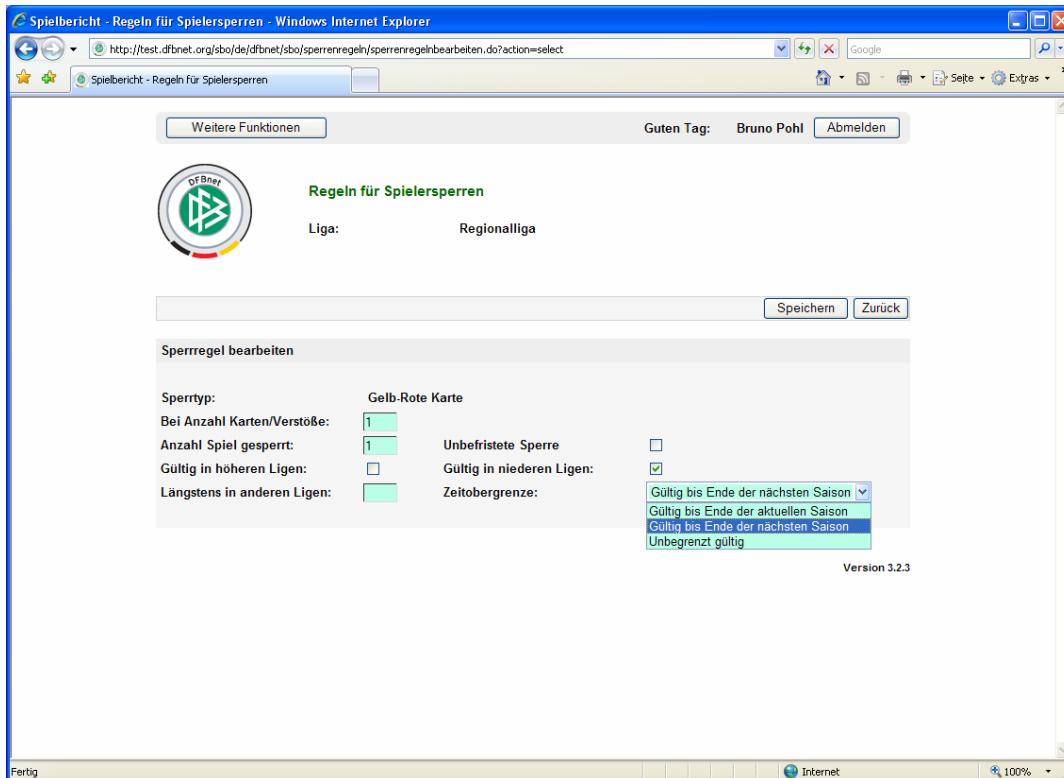 Spielbericht - Regeln für Spielersperren - Windows Internet Explorer
http://test.dfbnet.org/sbo/de/dfbnet/sbo/sperrenregeln/sperrenregelnbearbeiten.do?action=select
Google
Spielbericht - Regeln für Spielersperren
Seite
Extras
Weitere Funktionen
Guten Tag: Bruno Pohl Abmelden
DFBnet
Regeln für Spielersperren
Liga: Regionalliga
Speichern Zurück
Sperrregel bearbeiten
Sperrtyp: Gelb-Rote Karte
Bei Anzahl Karten/Verstöße: 1
Anzahl Spiel gesperrt: 1 Unbefristete Sperre
Gültig in höheren Ligen: Gültig in niederen Ligen:
Längstens in anderen Ligen: Zeitobergrenze: Gültig bis Ende der nächsten Saison
Gültig bis Ende der aktuellen Saison
Gültig bis Ende der nächsten Saison
Unbegrenzt gültig
Version 3.2.3
Fertig Internet 100%